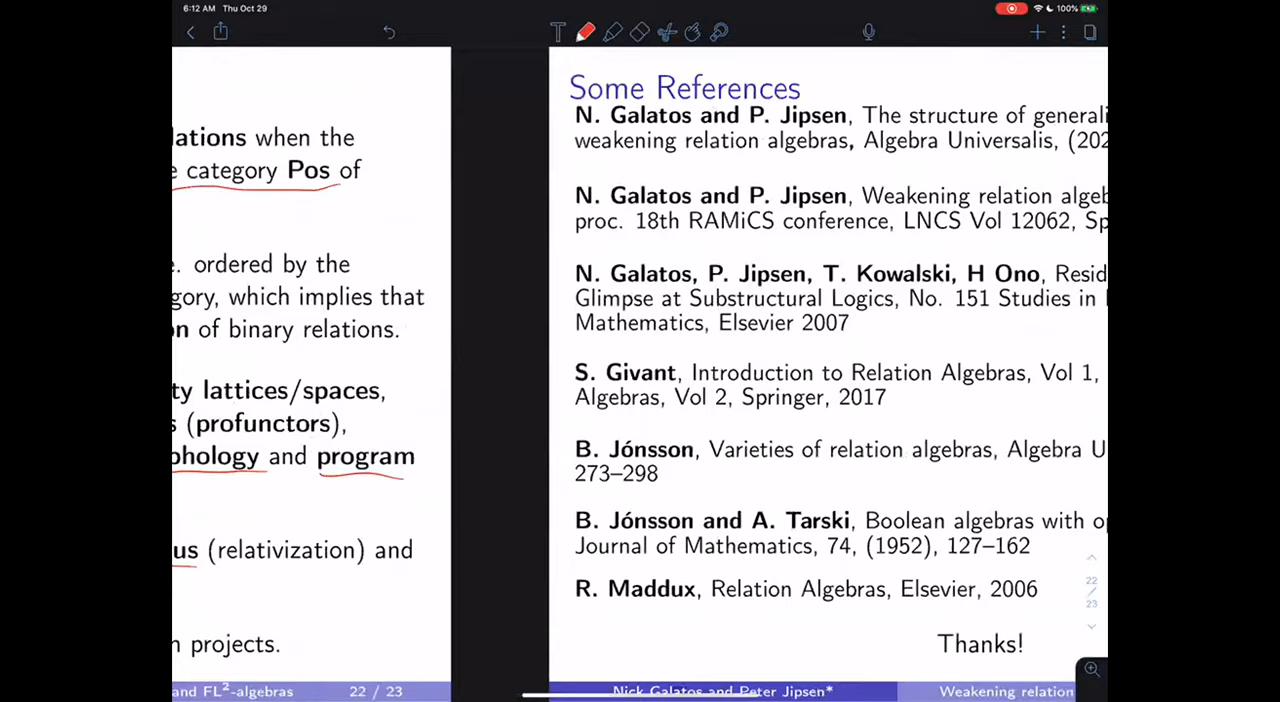 6:12 AM Thu Oct 29
100%
lations when the
e category Pos of
e. ordered by the
gory, which implies that
on of binary relations.
ty lattices/spaces,
s (profunctors),
phology and program
us (relativization) and
n projects.
and FL²-algebras 22 / 23
Some References
N. Galatos and P. Jipsen, The structure of generali
weakening relation algebras, Algebra Universalis, (202
N. Galatos and P. Jipsen, Weakening relation algeb
proc. 18th RAMiCS conference, LNCS Vol 12062, Sp
N. Galatos, P. Jipsen, T. Kowalski, H Ono, Resid
Glimpse at Substructural Logics, No. 151 Studies in
Mathematics, Elsevier 2007
S. Givant, Introduction to Relation Algebras, Vol 1,
Algebras, Vol 2, Springer, 2017
B. Jónsson, Varieties of relation algebras, Algebra U
273–298
B. Jónsson and A. Tarski, Boolean algebras with o
Journal of Mathematics, 74, (1952), 127–162
R. Maddux, Relation Algebras, Elsevier, 2006
Thanks!
22
23
Nick Galatos and Peter Jipsen* Weakening relation